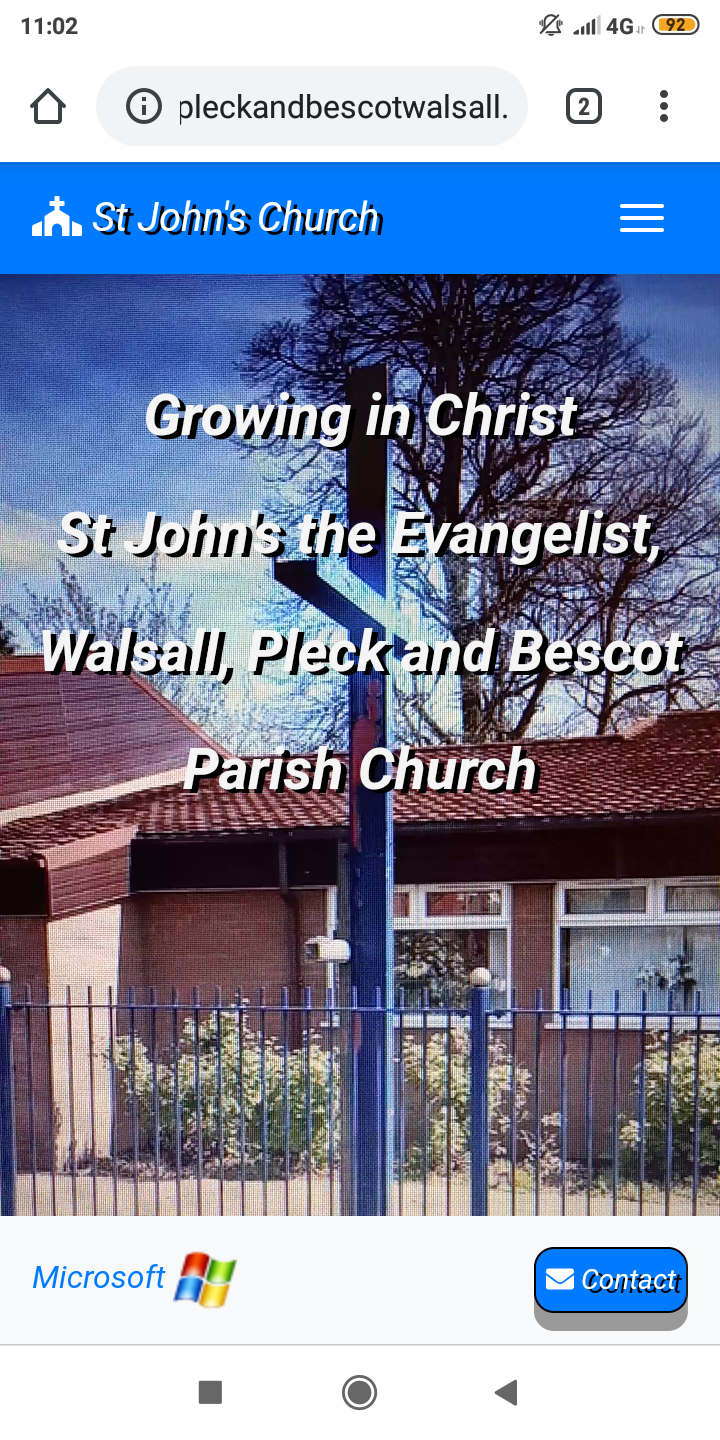 11:02
4G 92
pleckandbescotwalsall. 2
St John's Church
Growing in Christ
St John's the Evangelist,
Walsall, Pleck and Bescot
Parish Church
Microsoft
Contact